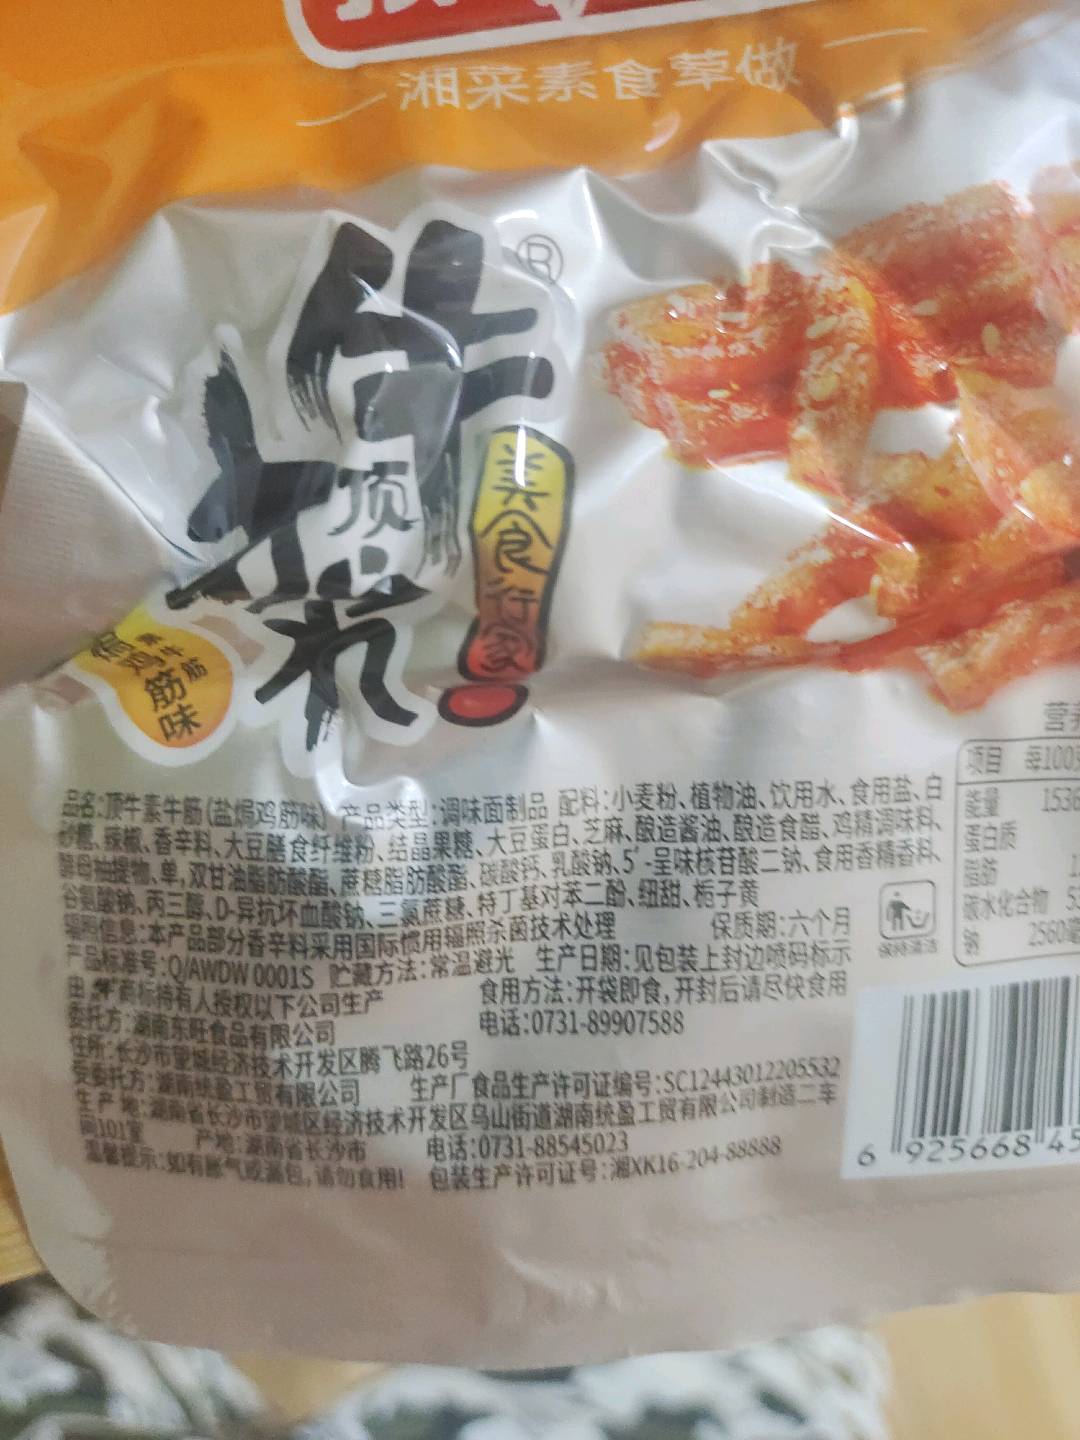 湘菜素食荤做
牛
®
顶
美食行家
素牛筋
盐焗鸡筋味
营养
项目 每100克
能量 1536
蛋白质
脂肪
碳水化合物
钠 2560毫
品名:顶牛素牛筋(盐焗鸡筋味) 产品类型:调味面制品 配料:小麦粉、植物油、饮用水、食用盐、白
砂糖、辣椒、香辛料、大豆膳食纤维粉、结晶果糖、大豆蛋白、芝麻、酿造酱油、酿造食醋、鸡精调味料、
酵母抽提物、单,双甘油脂肪酸酯、蔗糖脂肪酸酯、碳酸钙、乳酸钠、5'-呈味核苷酸二钠、食用香精香料、
谷氨酸钠、丙三醇、D-异抗坏血酸钠、三氯蔗糖、特丁基对苯二酚、纽甜、栀子黄
辐照信息:本产品部分香辛料采用国际惯用辐照杀菌技术处理 保质期:六个月
保持清洁
产品标准号:Q/AWDW 0001S 贮藏方法:常温避光 生产日期:见包装上封边喷码标示
由 商标持有人授权以下公司生产 食用方法:开袋即食,开封后请尽快食用
委托方:湖南东旺食品有限公司 电话:0731-89907588
住所:长沙市望城经济技术开发区腾飞路26号
受委托方:湖南统盈工贸有限公司 生产厂食品生产许可证编号:SC12443012205532
生产地:湖南省长沙市望城区经济技术开发区乌山街道湖南统盈工贸有限公司制造二车
间101室 产地:湖南省长沙市 电话:0731-88545023
温馨提示:如有胀气或漏包,请勿食用! 包装生产许可证号:湘XK16-204-88888
6 925668 45